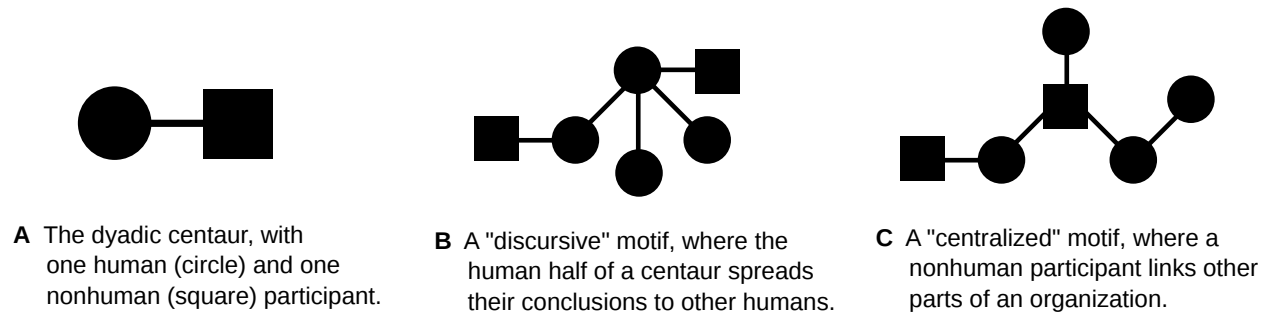 A The dyadic centaur, with
one human (circle) and one
nonhuman (square) participant.
B A "discursive" motif, where the
human half of a centaur spreads
their conclusions to other humans.
C A "centralized" motif, where a
nonhuman participant links other
parts of an organization.